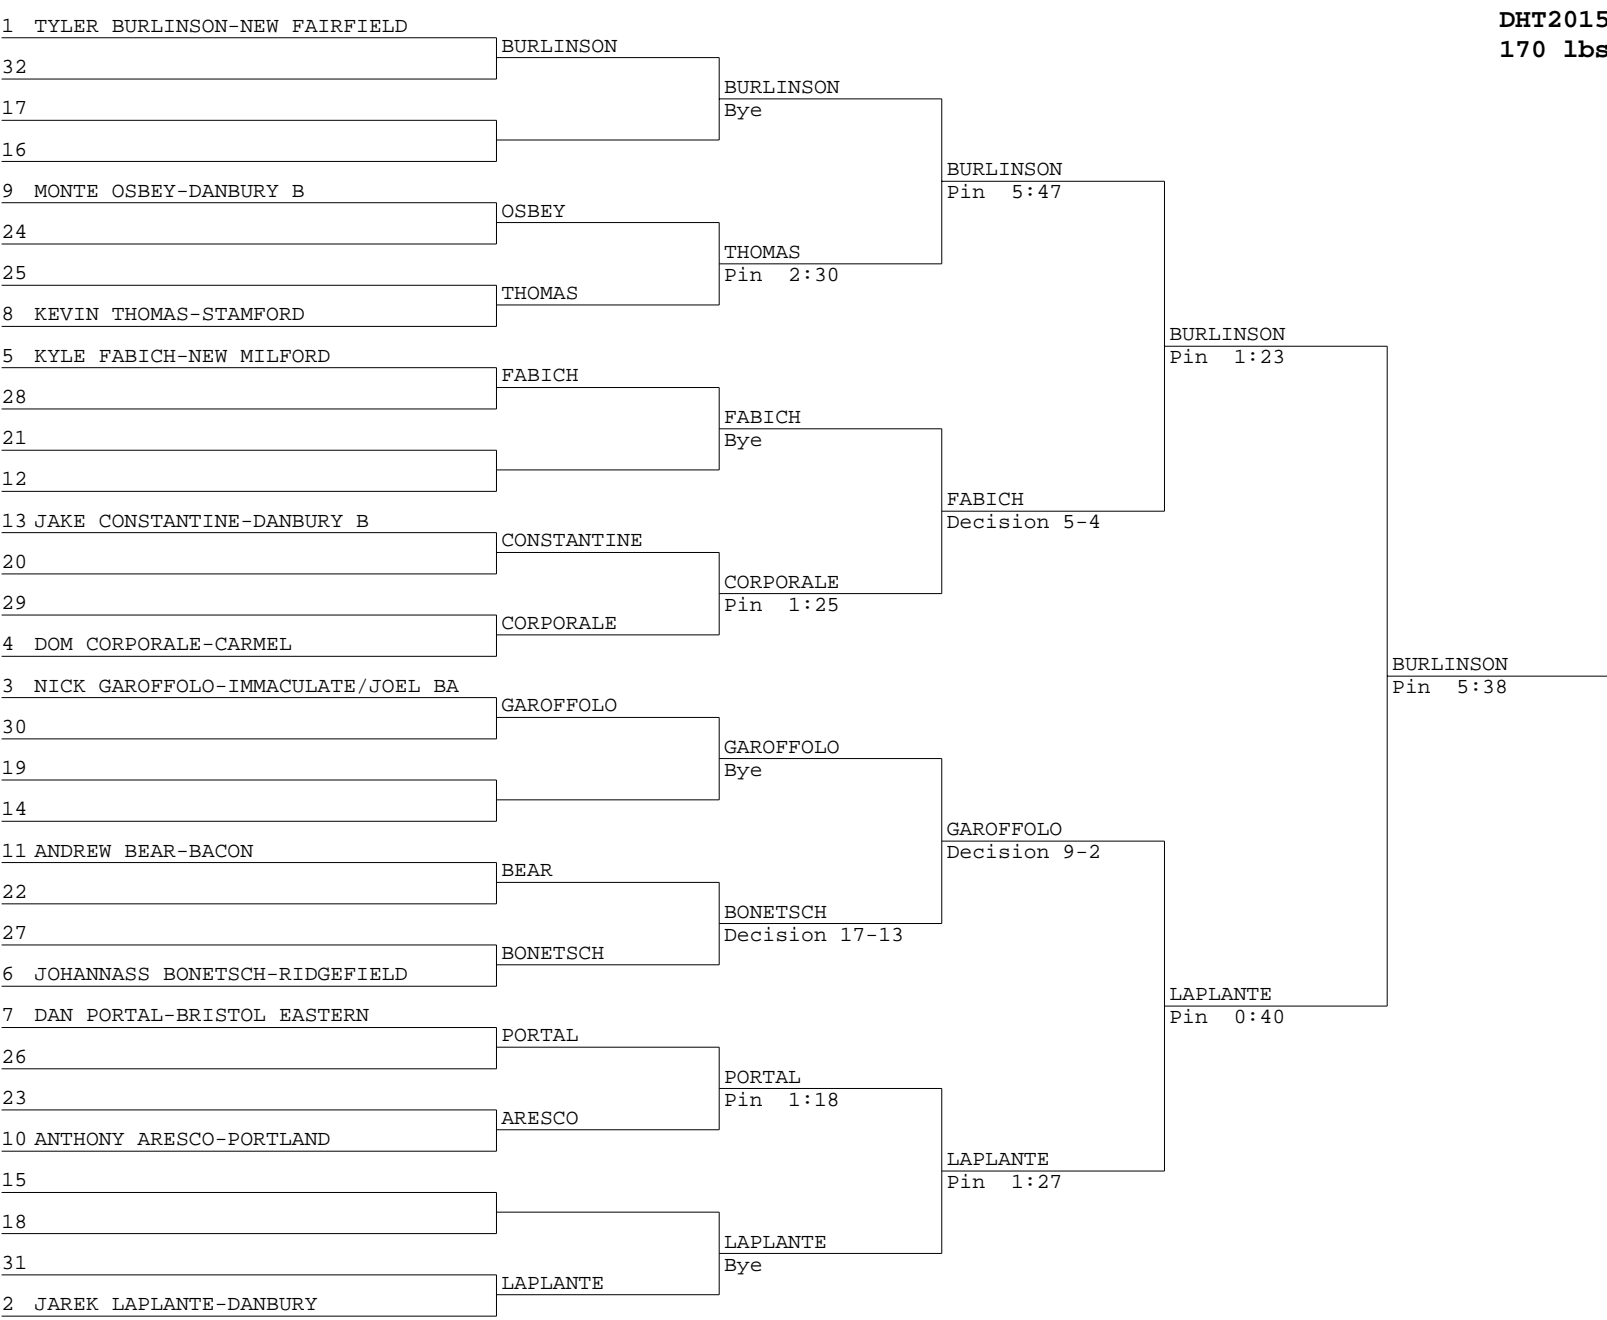 DHT2015
170 lbs
1 TYLER BURLINSON-NEW FAIRFIELD
32
17
16
9 MONTE OSBEY-DANBURY B
24
25
8 KEVIN THOMAS-STAMFORD
5 KYLE FABICH-NEW MILFORD
28
21
12
13 JAKE CONSTANTINE-DANBURY B
20
29
4 DOM CORPORALE-CARMEL
3 NICK GAROFFOLO-IMMACULATE/JOEL BA
30
19
14
11 ANDREW BEAR-BACON
22
27
6 JOHANNASS BONETSCH-RIDGEFIELD
7 DAN PORTAL-BRISTOL EASTERN
26
23
10 ANTHONY ARESCO-PORTLAND
15
18
31
2 JAREK LAPLANTE-DANBURY
BURLINSON
OSBEY
THOMAS
FABICH
CONSTANTINE
CORPORALE
GAROFFOLO
BEAR
BONETSCH
PORTAL
ARESCO
LAPLANTE
BURLINSON
Bye
THOMAS
Pin 2:30
FABICH
Bye
CORPORALE
Pin 1:25
GAROFFOLO
Bye
BONETSCH
Decision 17-13
PORTAL
Pin 1:18
LAPLANTE
Bye
BURLINSON
Pin 5:47
FABICH
Decision 5-4
GAROFFOLO
Decision 9-2
LAPLANTE
Pin 1:27
BURLINSON
Pin 1:23
LAPLANTE
Pin 0:40
BURLINSON
Pin 5:38